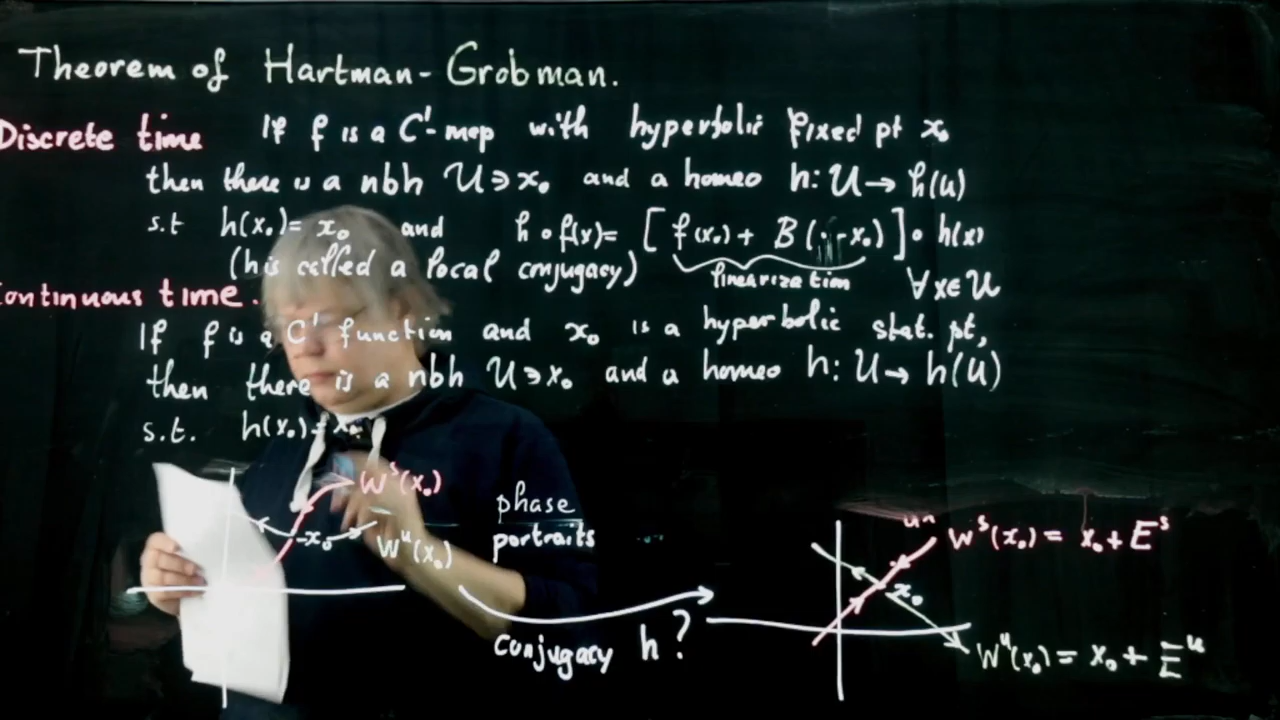 Theorem of Hartman-Grobman.
Discrete time If f is a C¹-map with hyperbolic fixed pt x₀
then there is a nbh U∋x₀ and a homeo h: U→ h(U)
s.t h(x₀)= x₀ and h∘f(x)= [f(x₀)+ B(·-x₀)]∘ h(x)
(h is called a local conjugacy) linearization ∀x∈U
Continuous time.
If f is a C¹ function and x₀ is a hyperbolic stat. pt,
then there is a nbh U∋x₀ and a homeo h: U→ h(U)
s.t. h(x₀)=x₀
Wˢ(x₀)
x₀
Wᵘ(x₀)
phase
portraits
conjugacy h?
Wˢ(x₀) = x₀+Eˢ
x₀
Wᵘ(x₀)= x₀+ Eᵘ